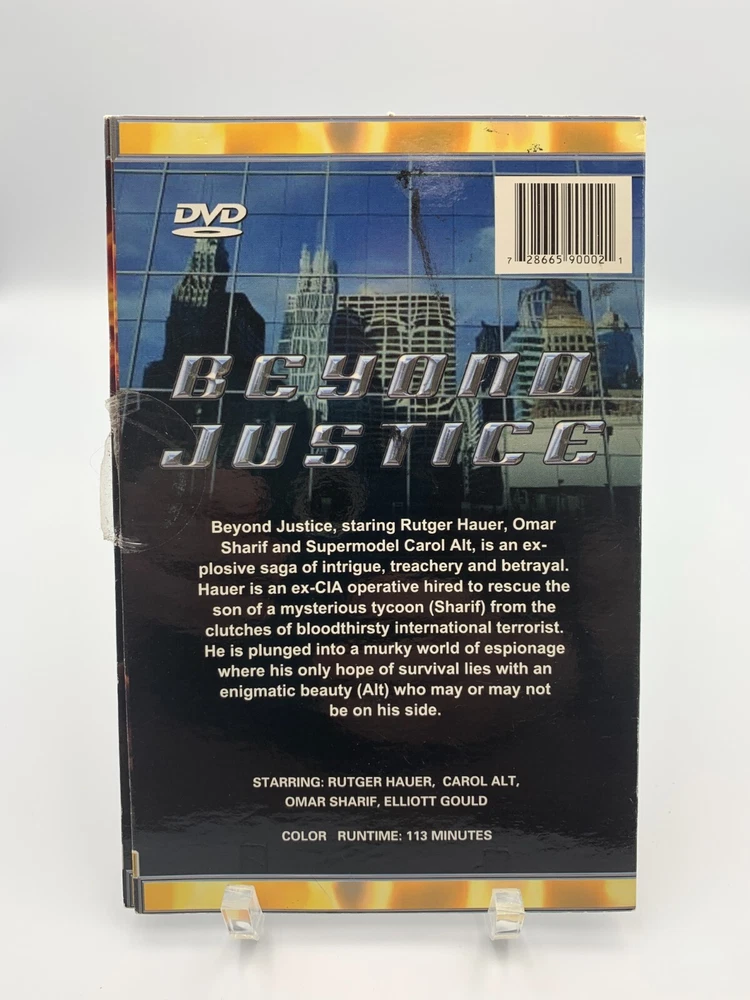 DVD
7 28665 90002 1
BEYOND
JUSTICE
Beyond Justice, staring Rutger Hauer, Omar
Sharif and Supermodel Carol Alt, is an ex-
plosive saga of intrigue, treachery and betrayal.
Hauer is an ex-CIA operative hired to rescue the
son of a mysterious tycoon (Sharif) from the
clutches of bloodthirsty international terrorist.
He is plunged into a murky world of espionage
where his only hope of survival lies with an
enigmatic beauty (Alt) who may or may not
be on his side.
STARRING: RUTGER HAUER, CAROL ALT,
OMAR SHARIF, ELLIOTT GOULD
COLOR RUNTIME: 113 MINUTES